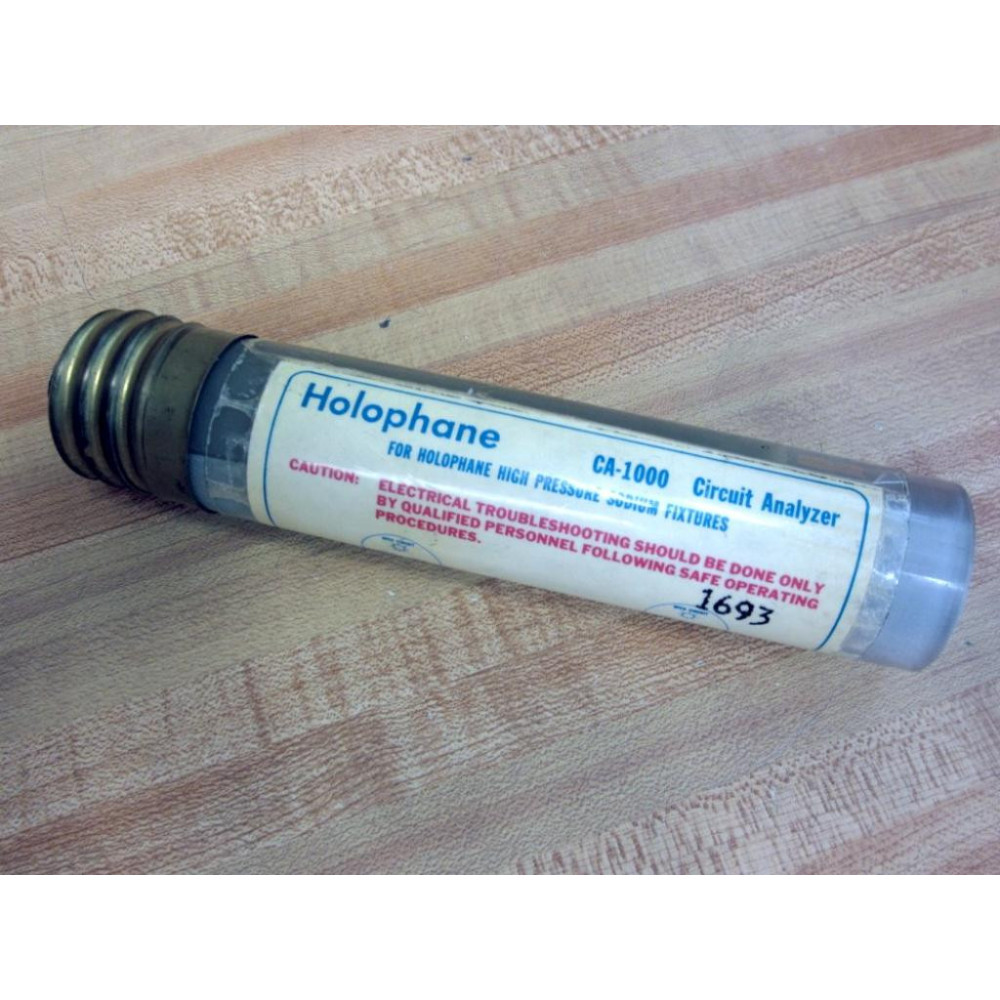 Holophane
CA-1000 Circuit Analyzer
FOR HOLOPHANE HIGH PRESSURE SODIUM FIXTURES
CAUTION: ELECTRICAL TROUBLESHOOTING SHOULD BE DONE ONLY
BY QUALIFIED PERSONNEL FOLLOWING SAFE OPERATING
PROCEDURES.
1693